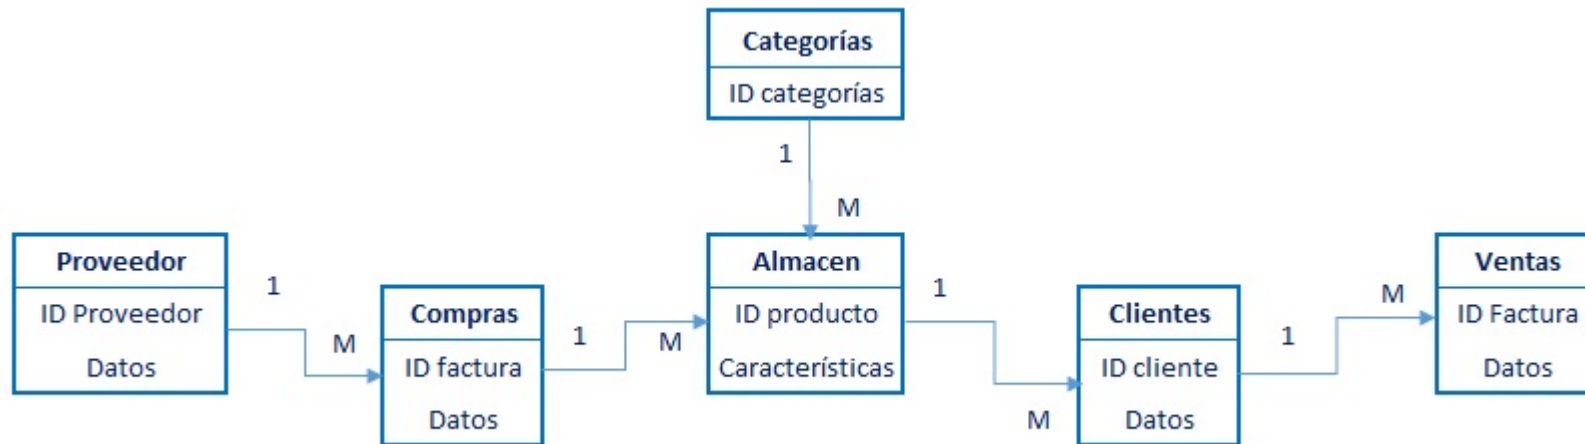 Categorías
ID categorías
1
M
Proveedor
ID Proveedor
Datos
1
M
Compras
ID factura
Datos
1
M
Almacen
ID producto
Características
1
M
Clientes
ID cliente
Datos
1
M
Ventas
ID Factura
Datos